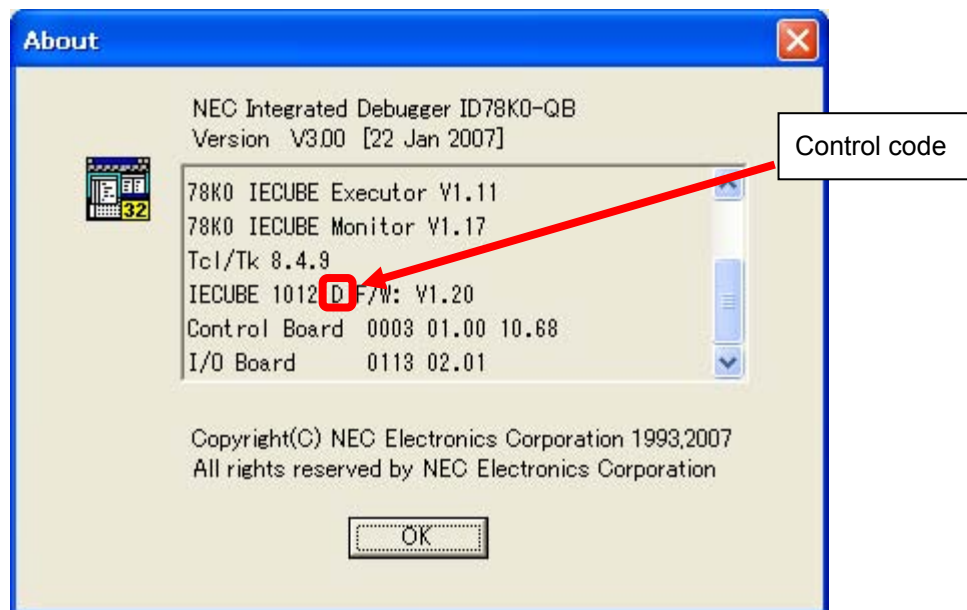 About
NEC Integrated Debugger ID78K0-QB
Version V3.00 [22 Jan 2007]
Control code
32
78K0 IECUBE Executor V1.11
78K0 IECUBE Monitor V1.17
Tcl/Tk 8.4.9
IECUBE 1012 D F/W: V1.20
Control Board 0003 01.00 10.68
I/O Board 0113 02.01
Copyright(C) NEC Electronics Corporation 1993,2007
All rights reserved by NEC Electronics Corporation
OK